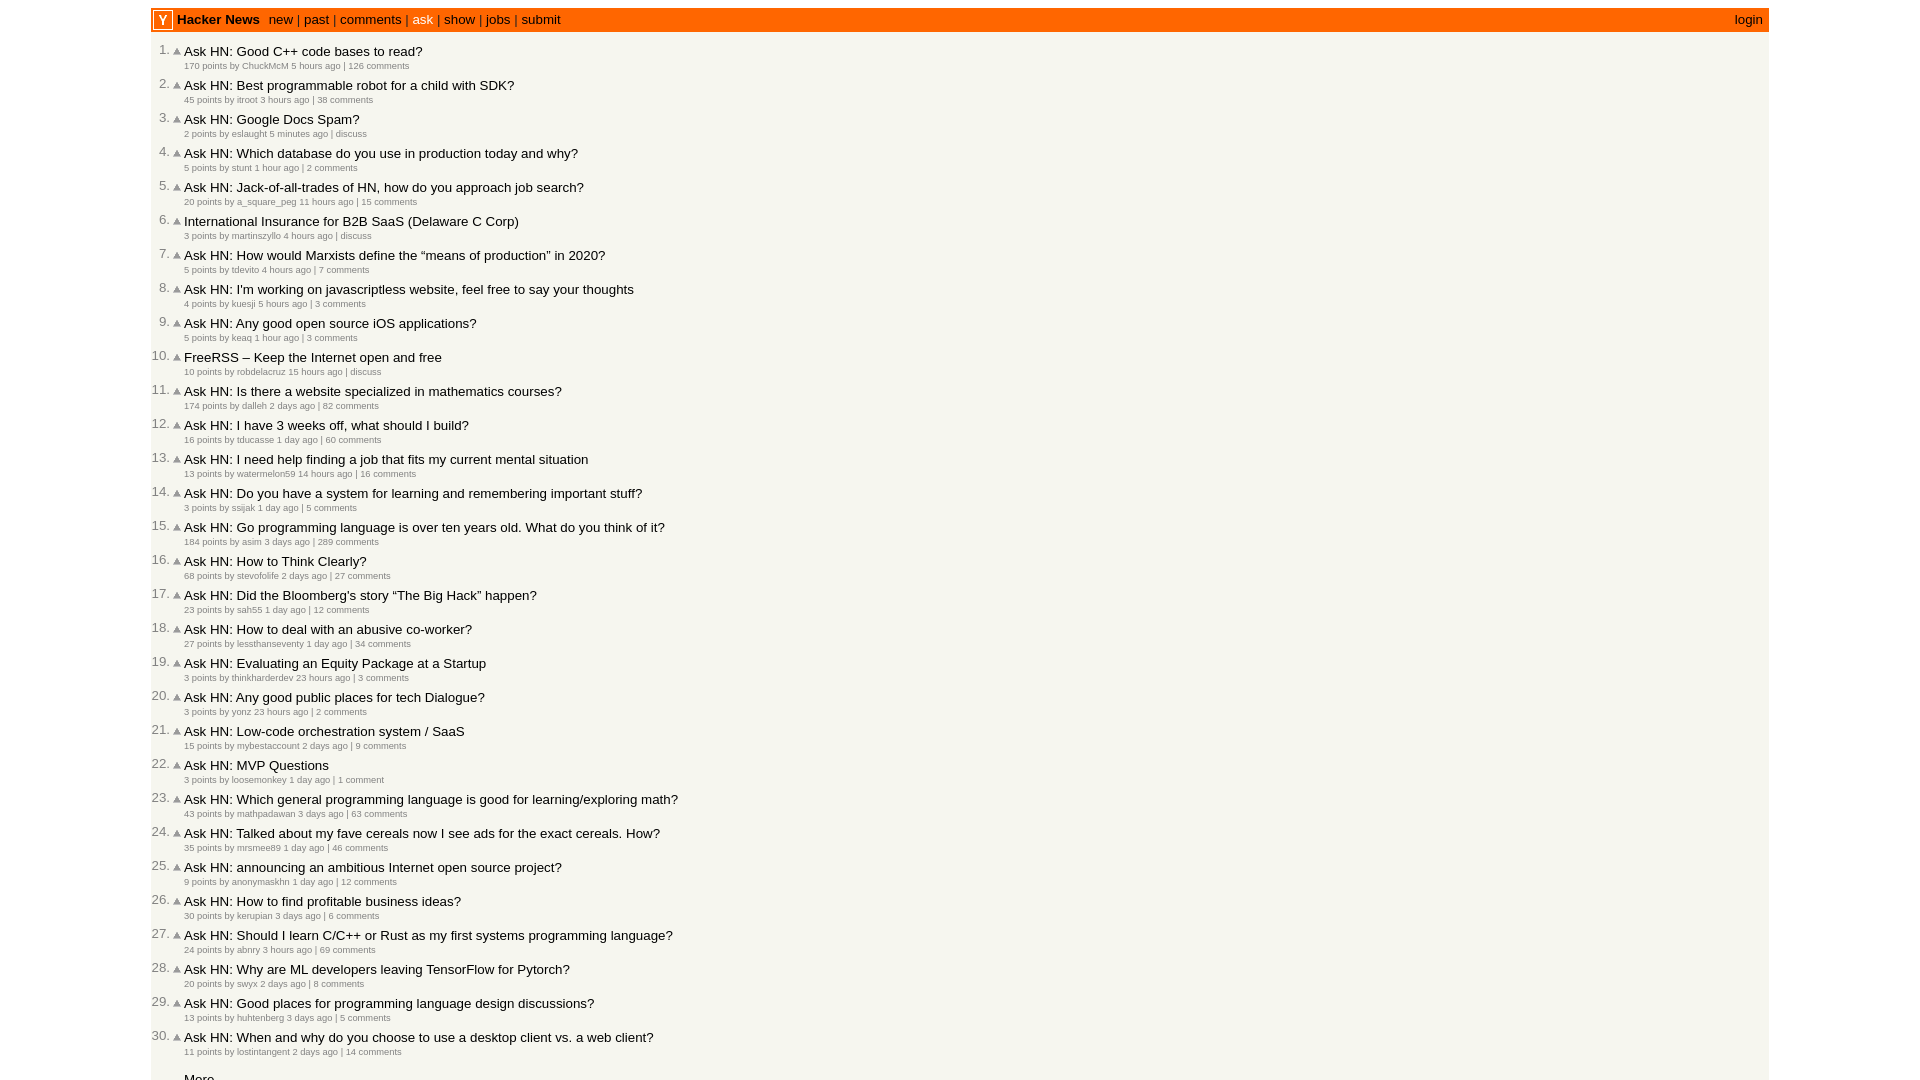 Y Hacker News new | past | comments | ask | show | jobs | submit login
1. Ask HN: Good C++ code bases to read?
170 points by ChuckMcM 5 hours ago | 126 comments
2. Ask HN: Best programmable robot for a child with SDK?
45 points by itroot 3 hours ago | 38 comments
3. Ask HN: Google Docs Spam?
2 points by eslaught 5 minutes ago | discuss
4. Ask HN: Which database do you use in production today and why?
5 points by stunt 1 hour ago | 2 comments
5. Ask HN: Jack-of-all-trades of HN, how do you approach job search?
20 points by a_square_peg 11 hours ago | 15 comments
6. International Insurance for B2B SaaS (Delaware C Corp)
3 points by martinszyllo 4 hours ago | discuss
7. Ask HN: How would Marxists define the “means of production” in 2020?
5 points by tdevito 4 hours ago | 7 comments
8. Ask HN: I'm working on javascriptless website, feel free to say your thoughts
4 points by kuesji 5 hours ago | 3 comments
9. Ask HN: Any good open source iOS applications?
5 points by keaq 1 hour ago | 3 comments
10. FreeRSS – Keep the Internet open and free
10 points by robdelacruz 15 hours ago | discuss
11. Ask HN: Is there a website specialized in mathematics courses?
174 points by dalleh 2 days ago | 82 comments
12. Ask HN: I have 3 weeks off, what should I build?
16 points by tducasse 1 day ago | 60 comments
13. Ask HN: I need help finding a job that fits my current mental situation
13 points by watermelon59 14 hours ago | 16 comments
14. Ask HN: Do you have a system for learning and remembering important stuff?
3 points by ssijak 1 day ago | 5 comments
15. Ask HN: Go programming language is over ten years old. What do you think of it?
184 points by asim 3 days ago | 289 comments
16. Ask HN: How to Think Clearly?
68 points by stevofolife 2 days ago | 27 comments
17. Ask HN: Did the Bloomberg's story “The Big Hack” happen?
23 points by sah55 1 day ago | 12 comments
18. Ask HN: How to deal with an abusive co-worker?
27 points by lessthanseventy 1 day ago | 34 comments
19. Ask HN: Evaluating an Equity Package at a Startup
3 points by thinkharderdev 23 hours ago | 3 comments
20. Ask HN: Any good public places for tech Dialogue?
3 points by yonz 23 hours ago | 2 comments
21. Ask HN: Low-code orchestration system / SaaS
15 points by mybestaccount 2 days ago | 9 comments
22. Ask HN: MVP Questions
3 points by loosemonkey 1 day ago | 1 comment
23. Ask HN: Which general programming language is good for learning/exploring math?
43 points by mathpadawan 3 days ago | 63 comments
24. Ask HN: Talked about my fave cereals now I see ads for the exact cereals. How?
35 points by mrsmee89 1 day ago | 46 comments
25. Ask HN: announcing an ambitious Internet open source project?
9 points by anonymaskhn 1 day ago | 12 comments
26. Ask HN: How to find profitable business ideas?
30 points by kerupian 3 days ago | 6 comments
27. Ask HN: Should I learn C/C++ or Rust as my first systems programming language?
24 points by abnry 3 hours ago | 69 comments
28. Ask HN: Why are ML developers leaving TensorFlow for Pytorch?
20 points by swyx 2 days ago | 8 comments
29. Ask HN: Good places for programming language design discussions?
13 points by huhtenberg 3 days ago | 5 comments
30. Ask HN: When and why do you choose to use a desktop client vs. a web client?
11 points by lostintangent 2 days ago | 14 comments
More